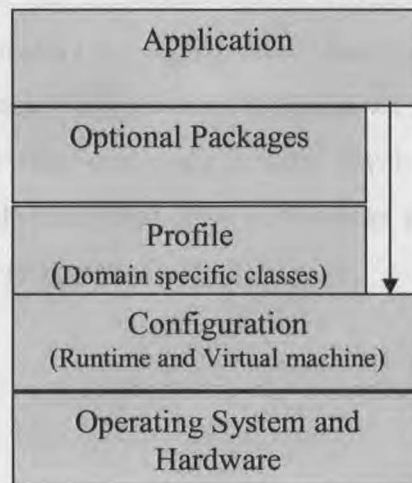 Application
Optional Packages
Profile
(Domain specific classes)
Configuration
(Runtime and Virtual machine)
Operating System and
Hardware